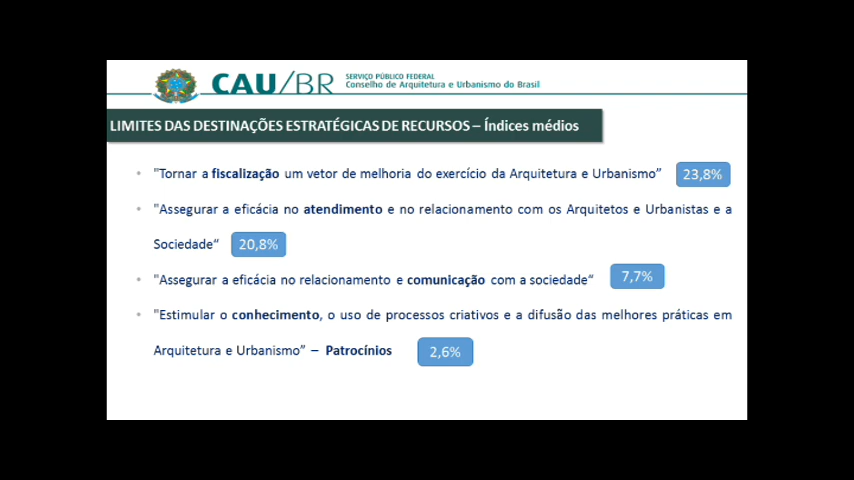 CAU/BR
SERVIÇO PÚBLICO FEDERAL
Conselho de Arquitetura e Urbanismo do Brasil
LIMITES DAS DESTINAÇÕES ESTRATÉGICAS DE RECURSOS – Índices médios
• "Tornar a fiscalização um vetor de melhoria do exercício da Arquitetura e Urbanismo” 23,8%
• "Assegurar a eficácia no atendimento e no relacionamento com os Arquitetos e Urbanistas e a
Sociedade“ 20,8%
• "Assegurar a eficácia no relacionamento e comunicação com a sociedade“ 7,7%
• "Estimular o conhecimento, o uso de processos criativos e a difusão das melhores práticas em
Arquitetura e Urbanismo” – Patrocínios 2,6%